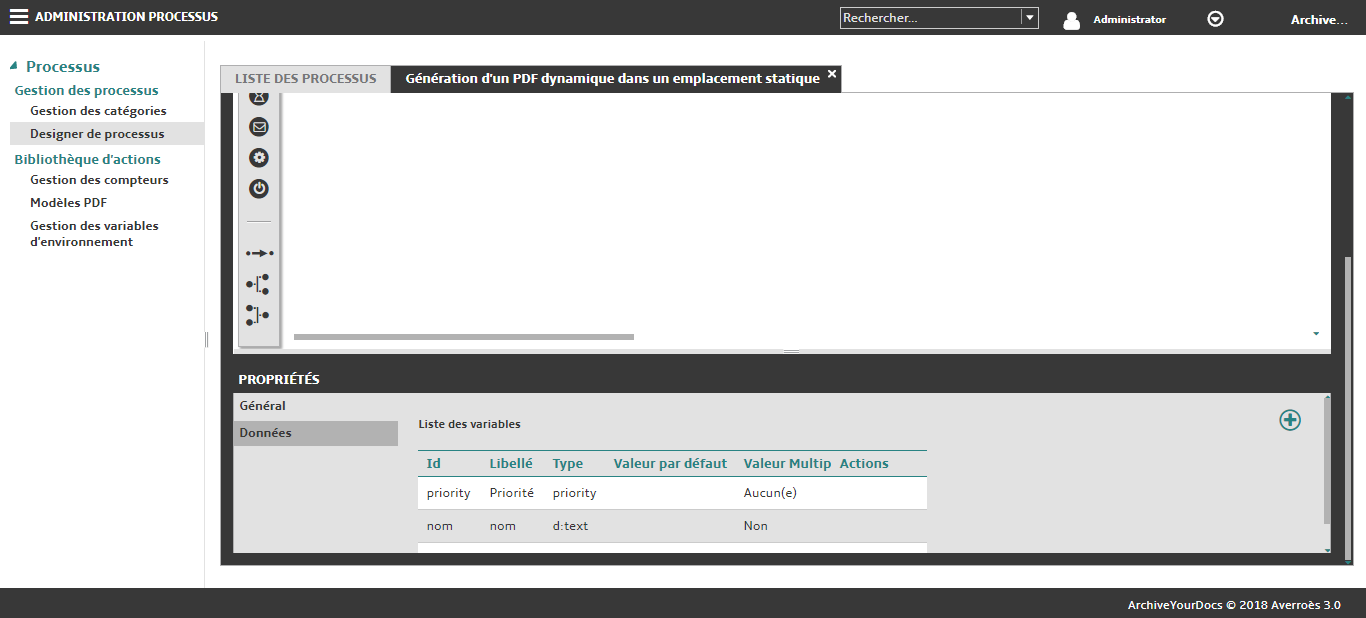 ADMINISTRATION PROCESSUS
Rechercher...
Administrator
Archive...
Processus
Gestion des processus
Gestion des catégories
Designer de processus
Bibliothèque d'actions
Gestion des compteurs
Modèles PDF
Gestion des variables
d'environnement
LISTE DES PROCESSUS
Génération d'un PDF dynamique dans un emplacement statique
PROPRIÉTÉS
Général
Données
Liste des variables
Id Libellé Type Valeur par défaut Valeur Multip Actions
priority Priorité priority Aucun(e)
nom nom d:text Non
ArchiveYourDocs © 2018 Averroès 3.0